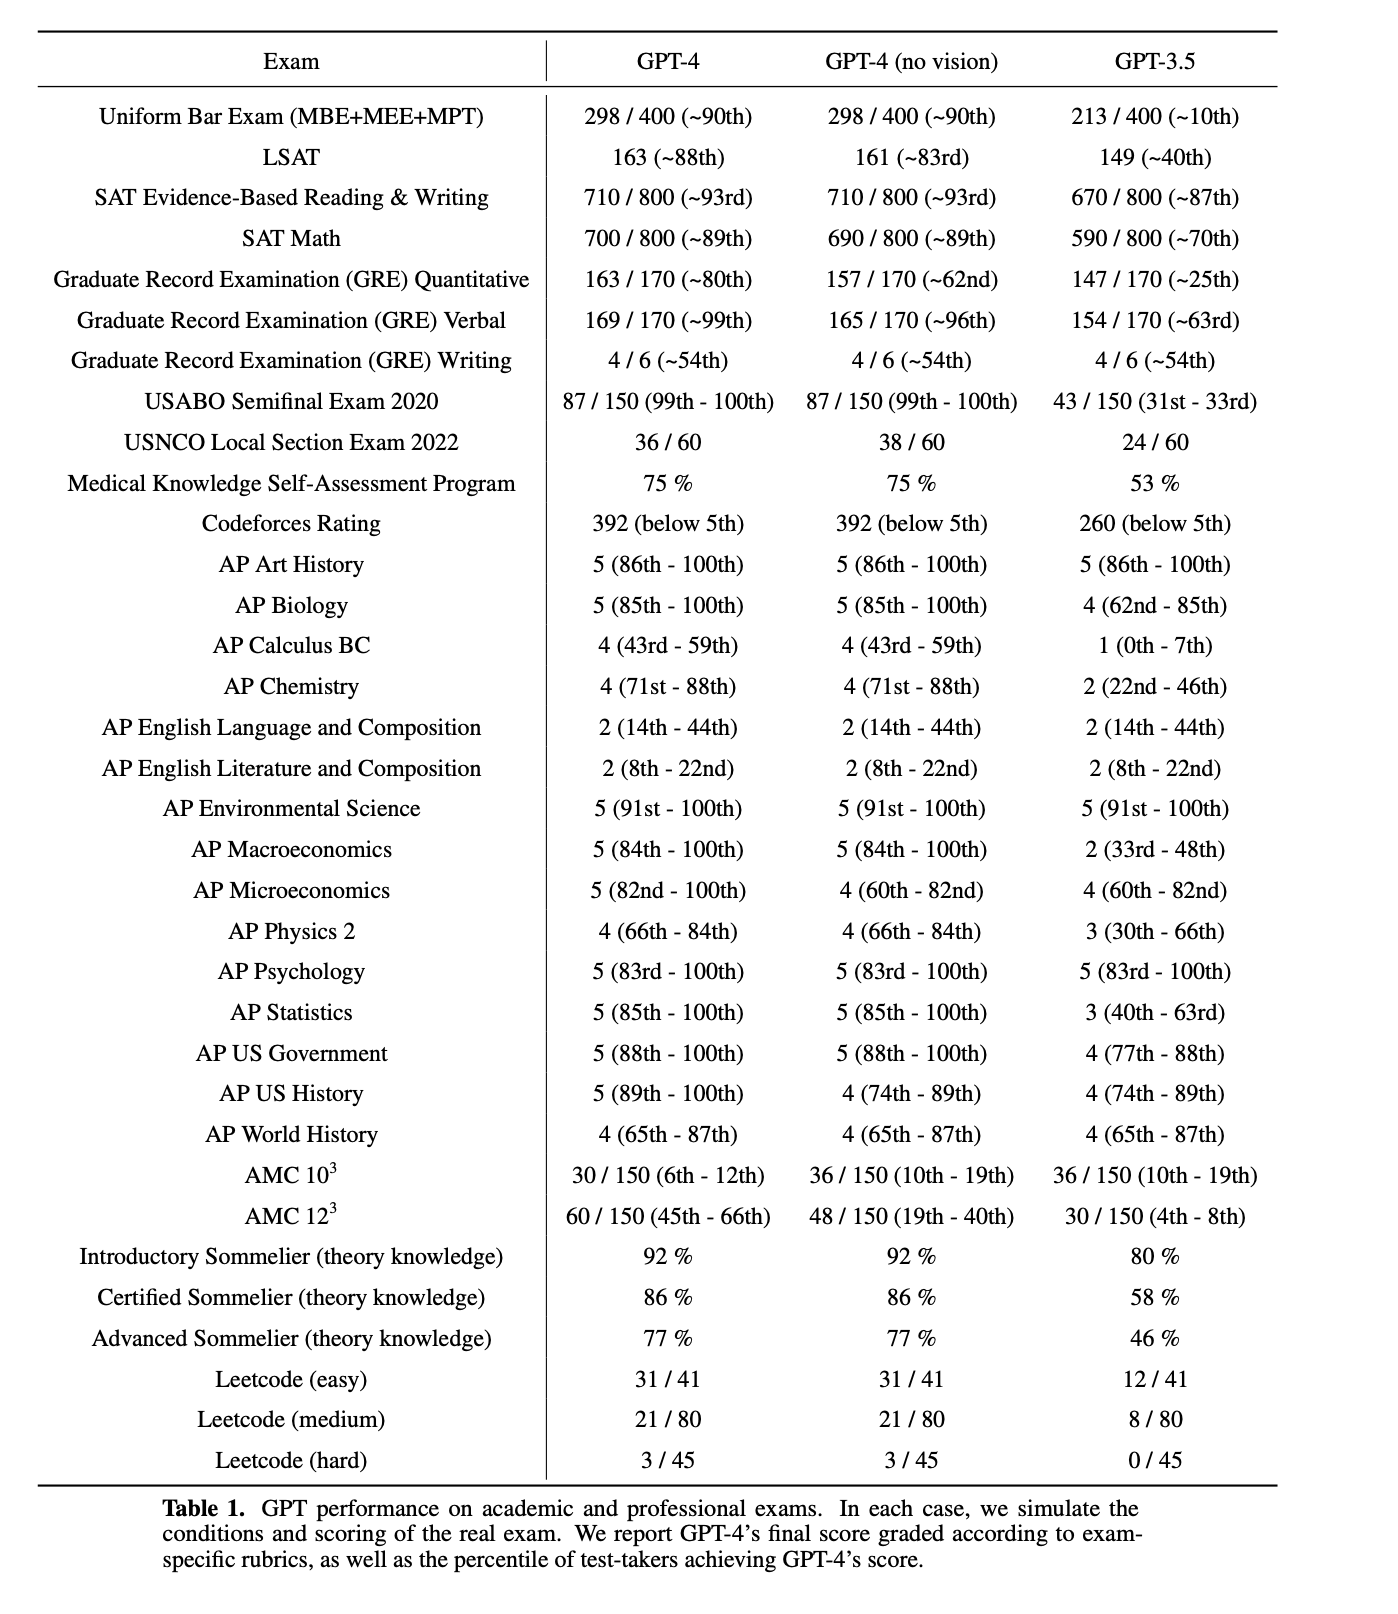 Exam GPT-4 GPT-4 (no vision) GPT-3.5
Uniform Bar Exam (MBE+MEE+MPT) 298 / 400 (~90th) 298 / 400 (~90th) 213 / 400 (~10th)
LSAT 163 (~88th) 161 (~83rd) 149 (~40th)
SAT Evidence-Based Reading & Writing 710 / 800 (~93rd) 710 / 800 (~93rd) 670 / 800 (~87th)
SAT Math 700 / 800 (~89th) 690 / 800 (~89th) 590 / 800 (~70th)
Graduate Record Examination (GRE) Quantitative 163 / 170 (~80th) 157 / 170 (~62nd) 147 / 170 (~25th)
Graduate Record Examination (GRE) Verbal 169 / 170 (~99th) 165 / 170 (~96th) 154 / 170 (~63rd)
Graduate Record Examination (GRE) Writing 4 / 6 (~54th) 4 / 6 (~54th) 4 / 6 (~54th)
USABO Semifinal Exam 2020 87 / 150 (99th - 100th) 87 / 150 (99th - 100th) 43 / 150 (31st - 33rd)
USNCO Local Section Exam 2022 36 / 60 38 / 60 24 / 60
Medical Knowledge Self-Assessment Program 75 % 75 % 53 %
Codeforces Rating 392 (below 5th) 392 (below 5th) 260 (below 5th)
AP Art History 5 (86th - 100th) 5 (86th - 100th) 5 (86th - 100th)
AP Biology 5 (85th - 100th) 5 (85th - 100th) 4 (62nd - 85th)
AP Calculus BC 4 (43rd - 59th) 4 (43rd - 59th) 1 (0th - 7th)
AP Chemistry 4 (71st - 88th) 4 (71st - 88th) 2 (22nd - 46th)
AP English Language and Composition 2 (14th - 44th) 2 (14th - 44th) 2 (14th - 44th)
AP English Literature and Composition 2 (8th - 22nd) 2 (8th - 22nd) 2 (8th - 22nd)
AP Environmental Science 5 (91st - 100th) 5 (91st - 100th) 5 (91st - 100th)
AP Macroeconomics 5 (84th - 100th) 5 (84th - 100th) 2 (33rd - 48th)
AP Microeconomics 5 (82nd - 100th) 4 (60th - 82nd) 4 (60th - 82nd)
AP Physics 2 4 (66th - 84th) 4 (66th - 84th) 3 (30th - 66th)
AP Psychology 5 (83rd - 100th) 5 (83rd - 100th) 5 (83rd - 100th)
AP Statistics 5 (85th - 100th) 5 (85th - 100th) 3 (40th - 63rd)
AP US Government 5 (88th - 100th) 5 (88th - 100th) 4 (77th - 88th)
AP US History 5 (89th - 100th) 4 (74th - 89th) 4 (74th - 89th)
AP World History 4 (65th - 87th) 4 (65th - 87th) 4 (65th - 87th)
AMC 10³ 30 / 150 (6th - 12th) 36 / 150 (10th - 19th) 36 / 150 (10th - 19th)
AMC 12³ 60 / 150 (45th - 66th) 48 / 150 (19th - 40th) 30 / 150 (4th - 8th)
Introductory Sommelier (theory knowledge) 92 % 92 % 80 %
Certified Sommelier (theory knowledge) 86 % 86 % 58 %
Advanced Sommelier (theory knowledge) 77 % 77 % 46 %
Leetcode (easy) 31 / 41 31 / 41 12 / 41
Leetcode (medium) 21 / 80 21 / 80 8 / 80
Leetcode (hard) 3 / 45 3 / 45 0 / 45
Table 1. GPT performance on academic and professional exams. In each case, we simulate the
conditions and scoring of the real exam. We report GPT-4's final score graded according to exam-
specific rubrics, as well as the percentile of test-takers achieving GPT-4's score.